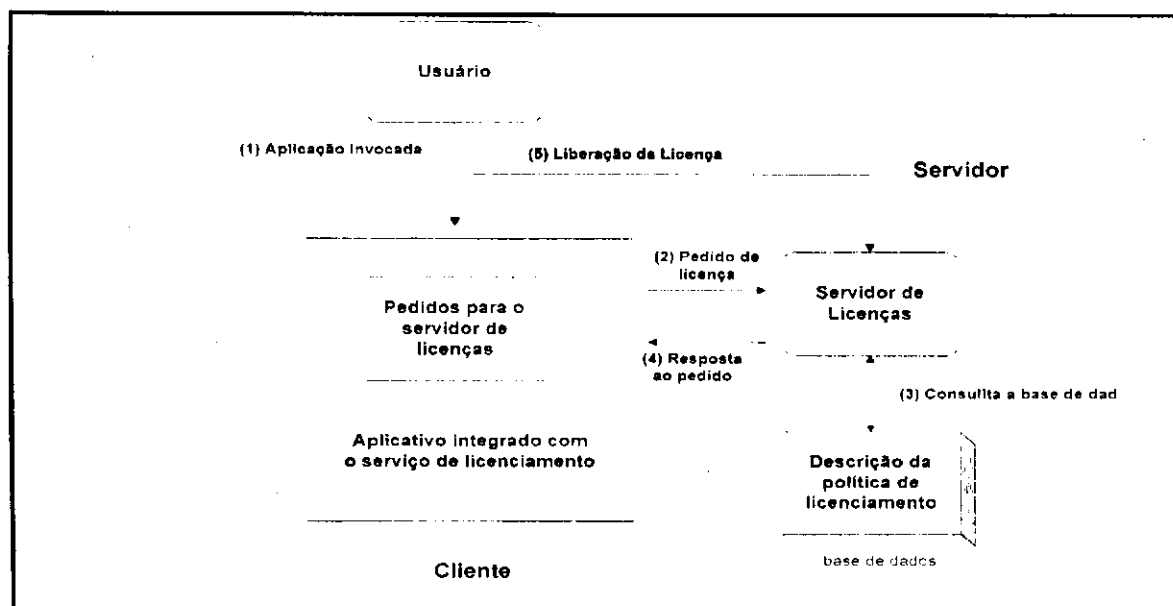 Usuário
(1) Aplicação Invocada
(5) Liberação da Licença
Servidor
(2) Pedido de
licença
Pedidos para o
servidor de
licenças
Servidor de
Licenças
(4) Resposta
ao pedido
(3) Consullta a base de dad
Aplicativo integrado com
o serviço de licenciamento
Descrição da
política de
licenciamento
Cliente
base de dados